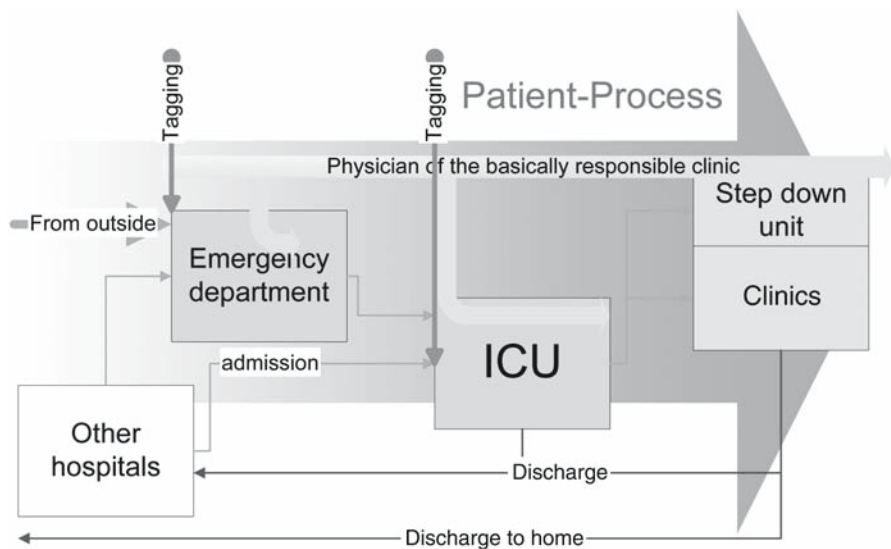 Tagging
Tagging
Patient-Process
Physician of the basically responsible clinic
From outside
Step down
unit
Emergency
department
Clinics
admission
ICU
Other
hospitals
Discharge
Discharge to home